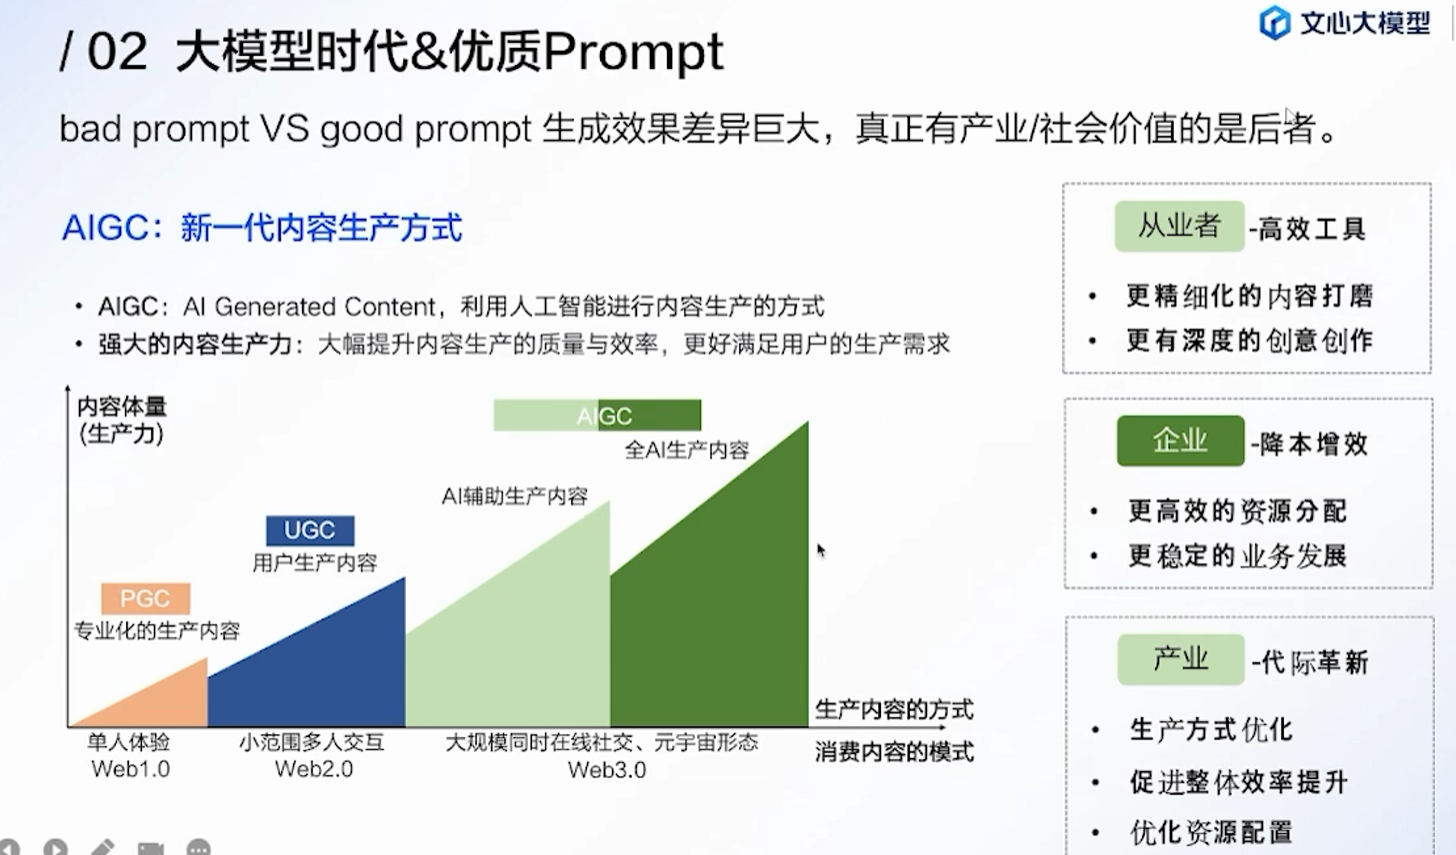 / 02 大模型时代&优质Prompt
文心大模型
bad prompt VS good prompt 生成效果差异巨大，真正有产业/社会价值的是后者。
AIGC：新一代内容生产方式
• AIGC：AI Generated Content，利用人工智能进行内容生产的方式
• 强大的内容生产力：大幅提升内容生产的质量与效率，更好满足用户的生产需求
内容体量
(生产力)
AIGC
全AI生产内容
AI辅助生产内容
UGC
用户生产内容
PGC
专业化的生产内容
生产内容的方式
消费内容的模式
单人体验
Web1.0
小范围多人交互
Web2.0
大规模同时在线社交、元宇宙形态
Web3.0
从业者 -高效工具
• 更精细化的内容打磨
• 更有深度的创意创作
企业 -降本增效
• 更高效的资源分配
• 更稳定的业务发展
产业 -代际革新
• 生产方式优化
• 促进整体效率提升
• 优化资源配置